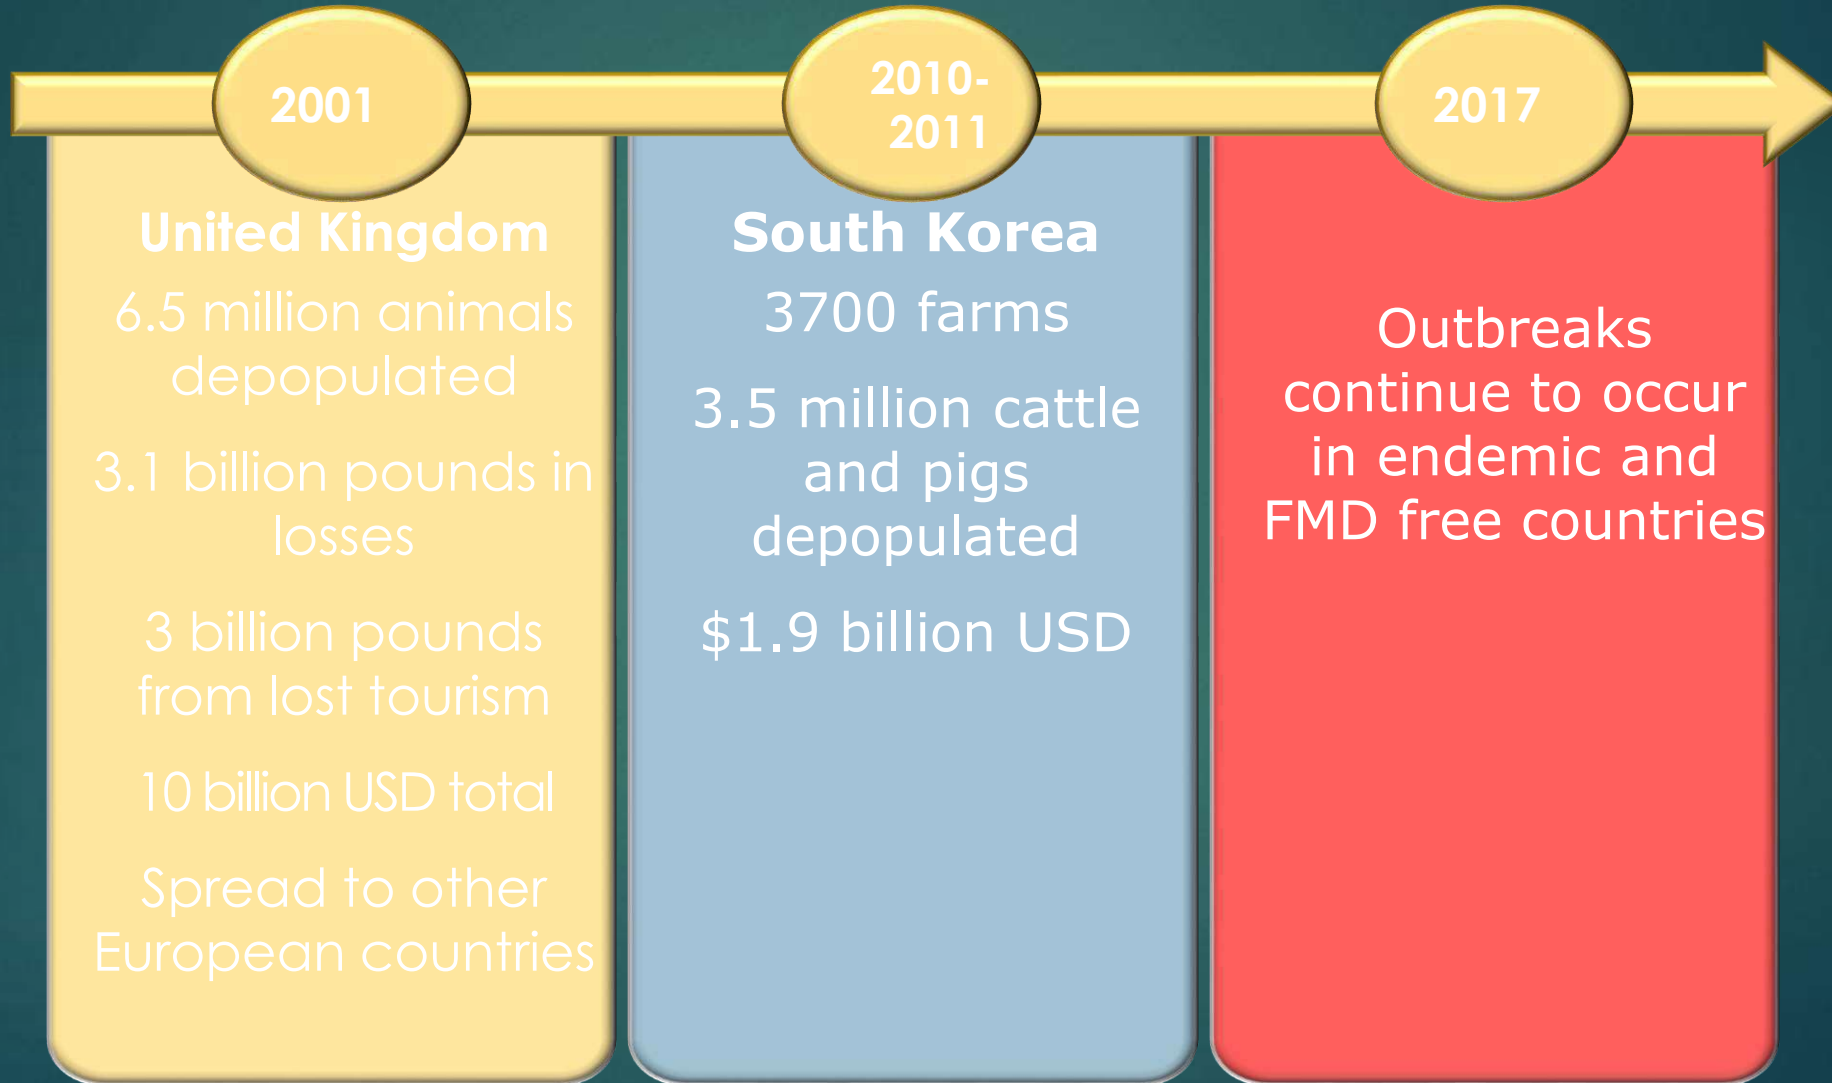 2001
2010-
2011
2017
United Kingdom
6.5 million animals
depopulated
3.1 billion pounds in
losses
3 billion pounds
from lost tourism
10 billion USD total
Spread to other
European countries
South Korea
3700 farms
3.5 million cattle
and pigs
depopulated
$1.9 billion USD
Outbreaks
continue to occur
in endemic and
FMD free countries